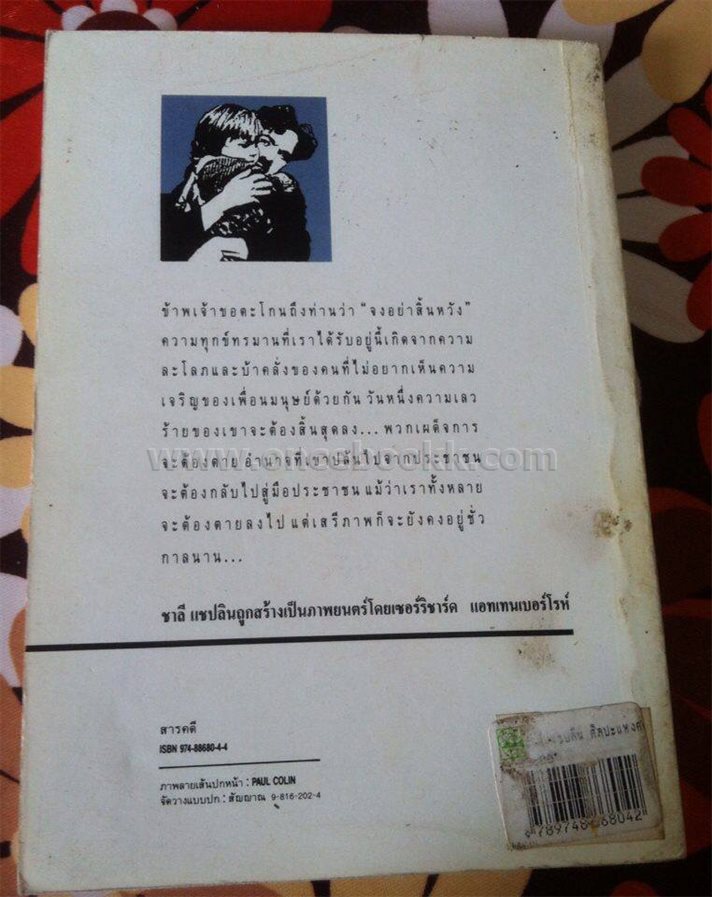 ข้าพเจ้าขอตะโกนถึงท่านว่า "จงอย่าสิ้นหวัง"
ความทุกข์ทรมานที่เราได้รับอยู่นี้เกิดจากความ
ละโลภและบ้าคลั่งของคนที่ไม่อยากเห็นความ
เจริญของเพื่อนมนุษย์ด้วยกัน วันหนึ่งความเลว
ร้ายของเขาจะต้องสิ้นสุดลง... พวกเผด็จการ
จะต้องตาย อำนาจที่เขาปล้นไปจากประชาชน
จะต้องกลับไปสู่มือประชาชน แม้ว่าเราทั้งหลาย
จะต้องตายลงไป แต่เสรีภาพก็จะยังคงอยู่ชั่ว
กาลนาน...
ชาลี แชปลินถูกสร้างเป็นภาพยนตร์โดยเซอร์ริชาร์ด แอทเทนเบอร์โรห์
สารคดี
ISBN 974-88680-4-4
ภาพลายเส้นปกหน้า : PAUL COLIN
จัดวางแบบปก : สัญญาณ 9-816-202-4
ศิลปะแห่ง